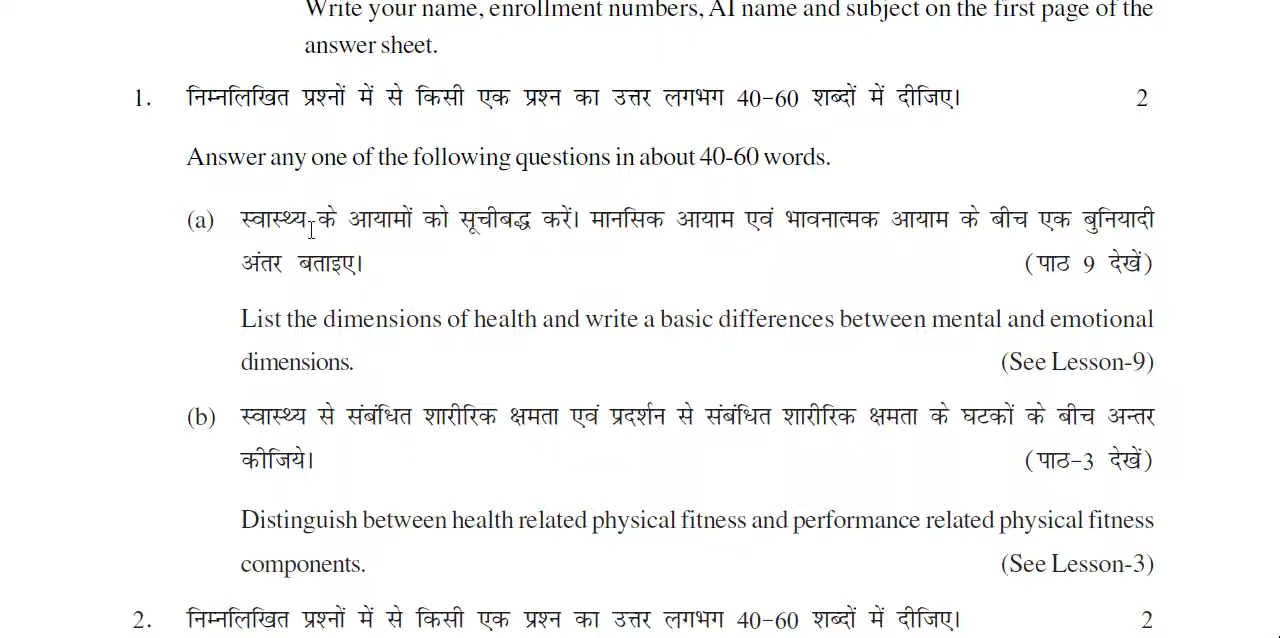 Write your name, enrollment numbers, AI name and subject on the first page of the
answer sheet.
1. निम्नलिखित प्रश्नों में से किसी एक प्रश्न का उत्तर लगभग 40-60 शब्दों में दीजिए। 2
Answer any one of the following questions in about 40-60 words.
(a) स्वास्थ्य के आयामों को सूचीबद्ध करें। मानसिक आयाम एवं भावनात्मक आयाम के बीच एक बुनियादी
अंतर बताइए। (पाठ 9 देखें)
List the dimensions of health and write a basic differences between mental and emotional
dimensions. (See Lesson-9)
(b) स्वास्थ्य से संबंधित शारीरिक क्षमता एवं प्रदर्शन से संबंधित शारीरिक क्षमता के घटकों के बीच अन्तर
कीजिये। (पाठ-3 देखें)
Distinguish between health related physical fitness and performance related physical fitness
components. (See Lesson-3)
2. निम्नलिखित प्रश्नों में से किसी एक प्रश्न का उत्तर लगभग 40-60 शब्दों में दीजिए। 2